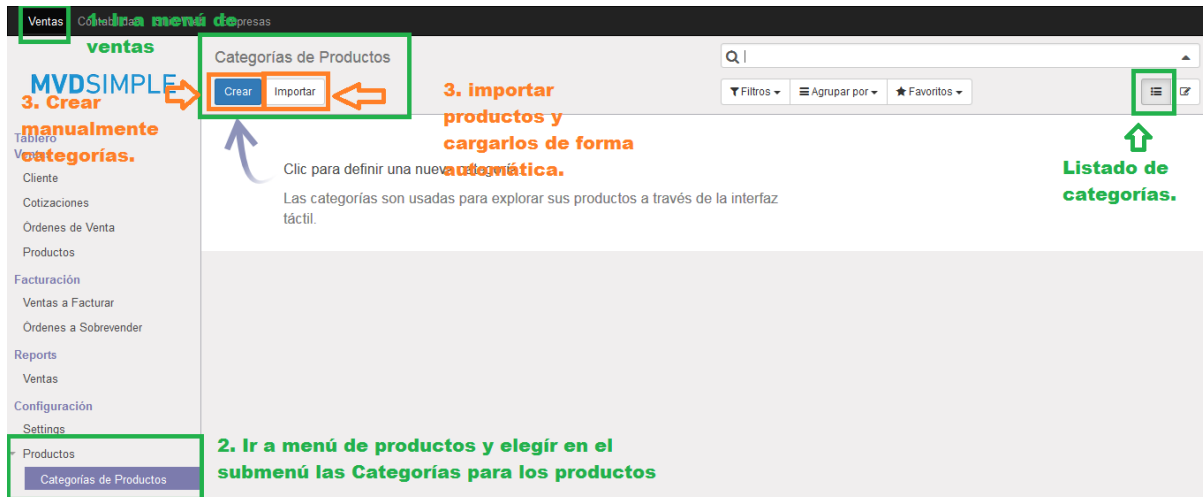 Ventas
1- Ir a menú de
ventas
MVDSIMPLE
3. Crear
manualmente
categorías.
Categorías de Productos
Crear Importar
3. importar
productos y
cargarlos de forma
automática.
Filtros Agrupar por Favoritos
Listado de
categorías.
Clic para definir una nueva categoría.
Las categorías son usadas para explorar sus productos a través de la interfaz
táctil.
Tablero
Cliente
Cotizaciones
Órdenes de Venta
Productos
Facturación
Ventas a Facturar
Órdenes a Sobrevender
Reports
Ventas
Configuración
Settings
Productos
Categorías de Productos
2. Ir a menú de productos y elegír en el
submenú las Categorías para los productos